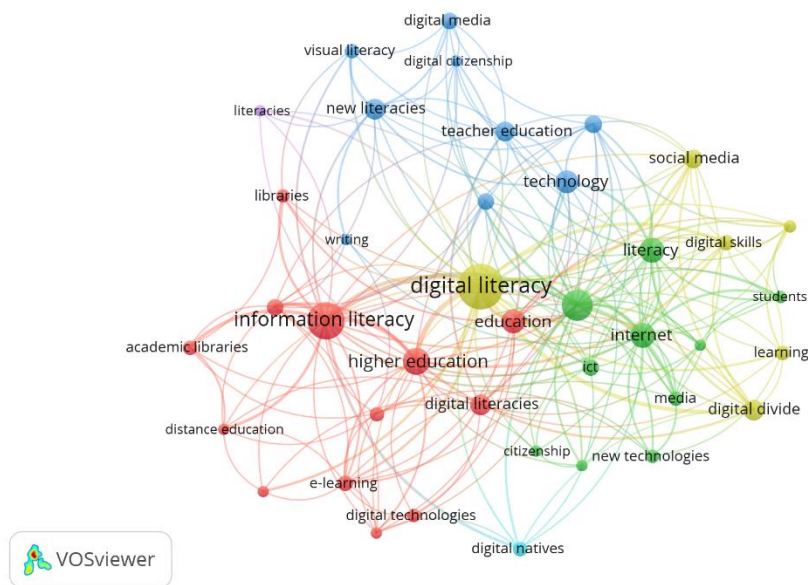 digital media
visual literacy
digital citizenship
literacies
new literacies
teacher education
social media
technology
libraries
writing
literacy
digital skills
digital literacy
students
information literacy
education
internet
academic libraries
higher education
learning
ict
digital literacies
media
digital divide
distance education
citizenship
new technologies
e-learning
digital technologies
digital natives
VOSviewer